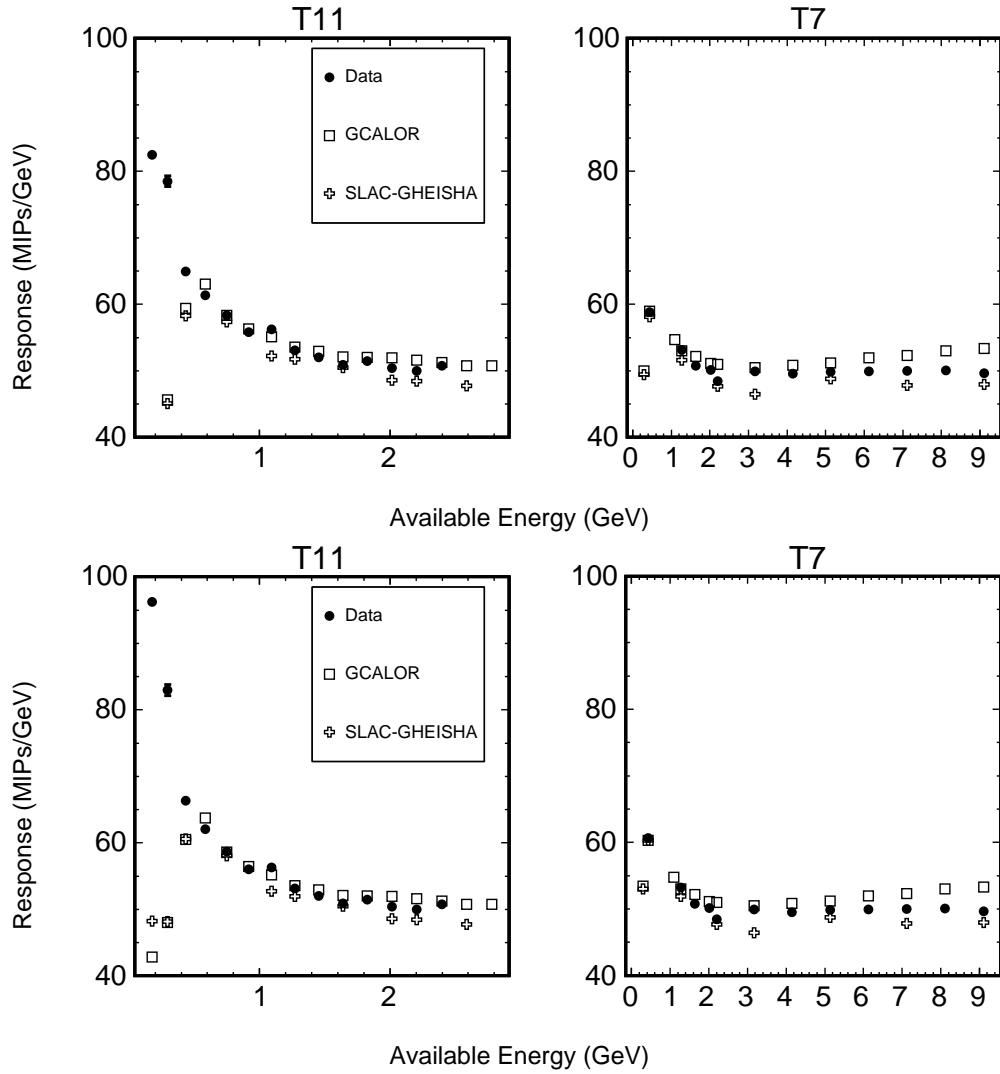 T11
T7
100
80
60
40
Response (MIPs/GeV)
Data
GCALOR
SLAC-GHEISHA
1
2
100
80
60
40
0 1 2 3 4 5 6 7 8 9
Available Energy (GeV)
T11
T7
100
80
60
40
Response (MIPs/GeV)
Data
GCALOR
SLAC-GHEISHA
1
2
100
80
60
40
0 1 2 3 4 5 6 7 8 9
Available Energy (GeV)